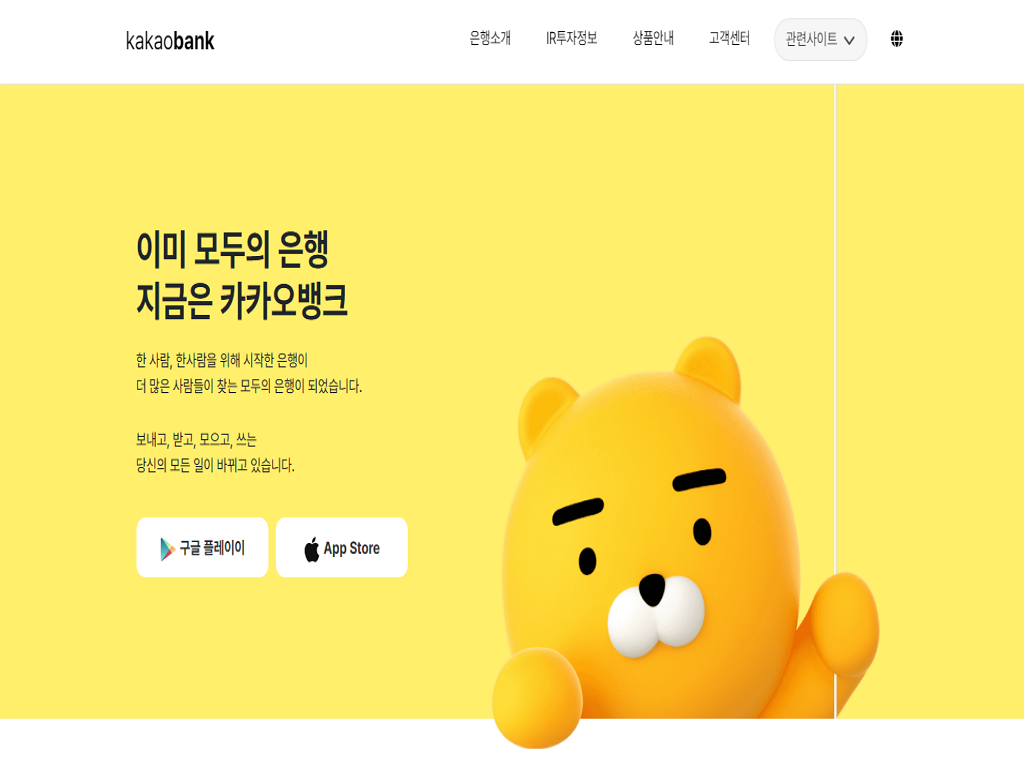 kakaobank
은행소개 IR투자정보 상품안내 고객센터 관련사이트
이미 모두의 은행
지금은 카카오뱅크
한 사람, 한사람을 위해 시작한 은행이
더 많은 사람들이 찾는 모두의 은행이 되었습니다.
보내고, 받고, 모으고, 쓰는
당신의 모든 일이 바뀌고 있습니다.
구글 플레이이 App Store